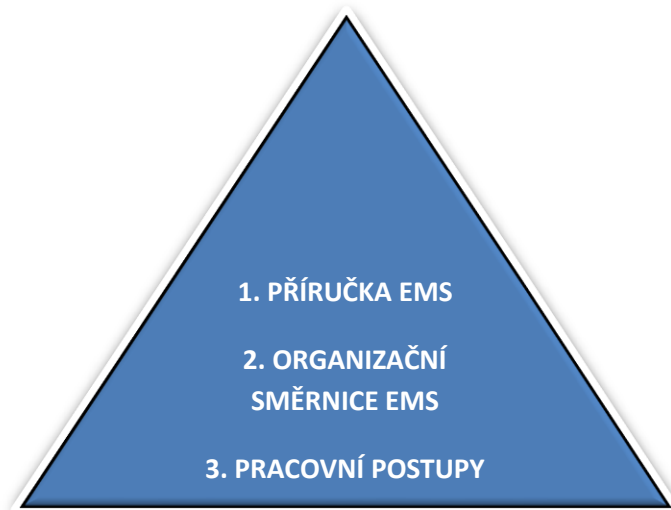 1. PŘÍRUČKA EMS
2. ORGANIZAČNÍ
SMĚRNICE EMS
3. PRACOVNÍ POSTUPY